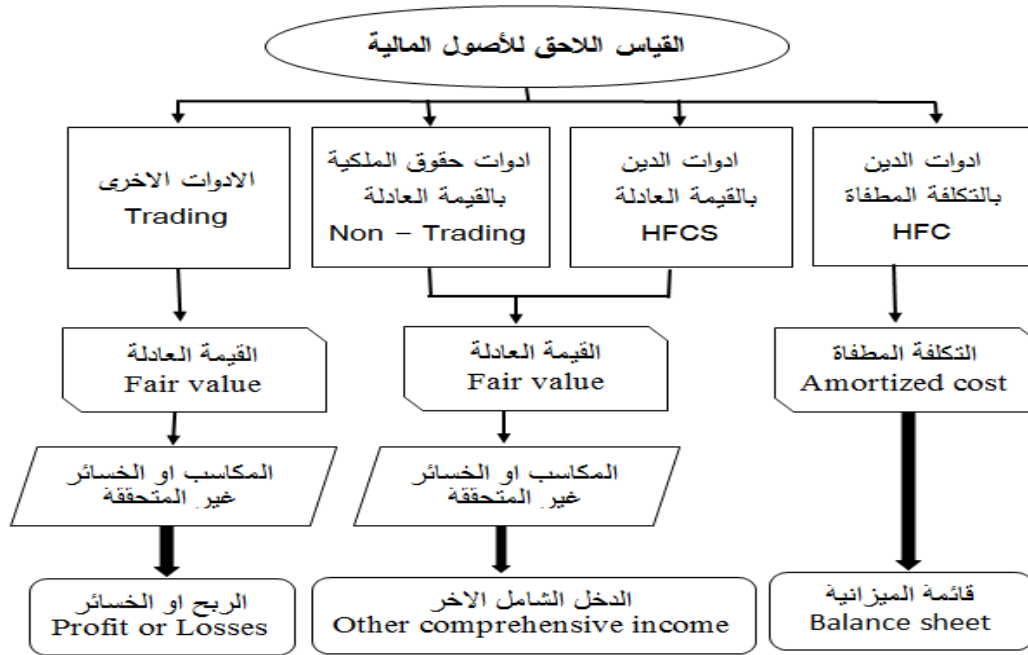 القياس اللاحق للأصول المالية
ادوات الدين
بالتكلفة المطفاة
HFC
ادوات الدين
بالقيمة العادلة
HFCS
ادوات حقوق الملكية
بالقيمة العادلة
Non – Trading
الادوات الاخرى
Trading
التكلفة المطفاة
Amortized cost
القيمة العادلة
Fair value
القيمة العادلة
Fair value
المكاسب او الخسائر
غير المتحققة
المكاسب او الخسائر
غير المتحققة
قائمة الميزانية
Balance sheet
الدخل الشامل الاخر
Other comprehensive income
الربح او الخسائر
Profit or Losses